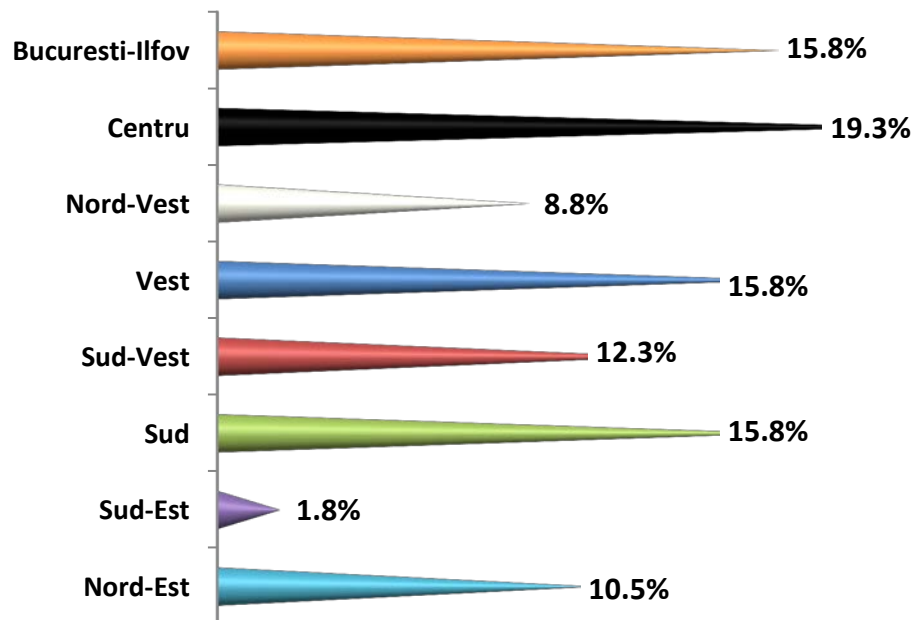 Bucuresti-Ilfov 15.8%
Centru 19.3%
Nord-Vest 8.8%
Vest 15.8%
Sud-Vest 12.3%
Sud 15.8%
Sud-Est 1.8%
Nord-Est 10.5%